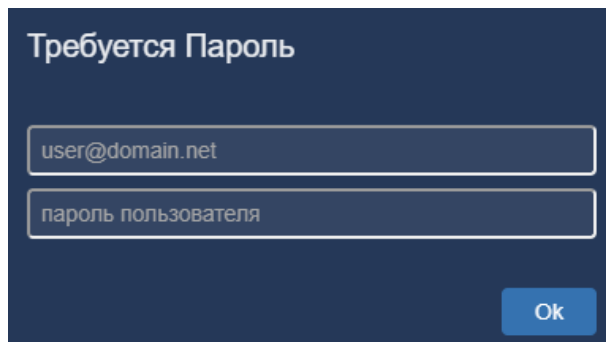 Требуется Пароль
user@domain.net
пароль пользователя
Ok